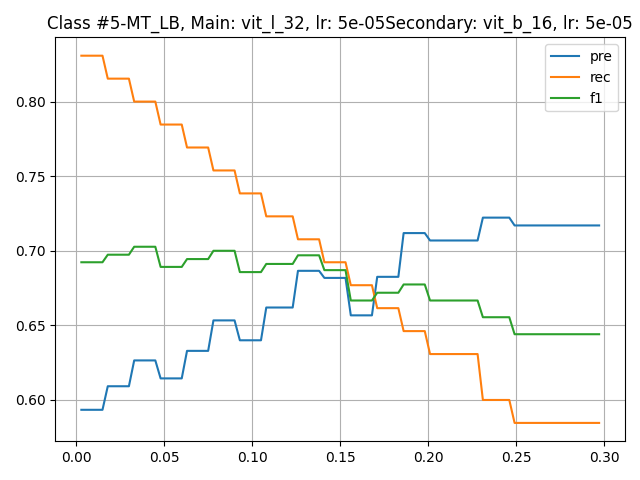 Class #5-MT_LB, Main: vit_l_32, lr: 5e-05Secondary: vit_b_16, lr: 5e-05
pre
rec
f1
0.80
0.75
0.70
0.65
0.60
0.00 0.05 0.10 0.15 0.20 0.25 0.30